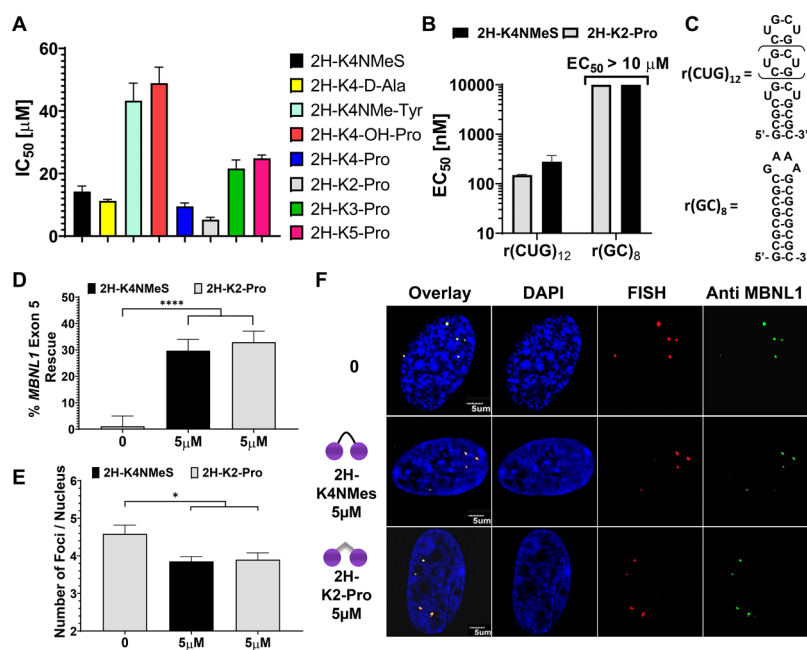 A
60
40
20
0
IC50 [μM]
2H-K4NMeS
2H-K4-D-Ala
2H-K4NMe-Tyr
2H-K4-OH-Pro
2H-K4-Pro
2H-K2-Pro
2H-K3-Pro
2H-K5-Pro
B
2H-K4NMeS 2H-K2-Pro
EC50 > 10 μM
10000
1000
100
10
EC50 [nM]
r(CUG)12 r(GC)8
C
r(CUG)12 =
G-C
U U
C-G
G-C
U U
C-G
G-C
U U
C-G
G-C
C-G
5'- G-C -3'
r(GC)8 =
A A
G A
C-G
G-C
C-G
G-C
C-G
G-C
C-G
5'- G-C -3'
D
2H-K4NMeS 2H-K2-Pro
****
50
40
30
20
10
0
% MBNL1 Exon 5
Rescue
0 5μM 5μM
E
2H-K4NMeS 2H-K2-Pro
*
6
5
4
3
2
Number of Foci / Nucleus
0 5μM 5μM
F
Overlay DAPI FISH Anti MBNL1
0
5um
2H-
K4NMes
5μM
5um
2H-
K2-Pro
5μM
5um